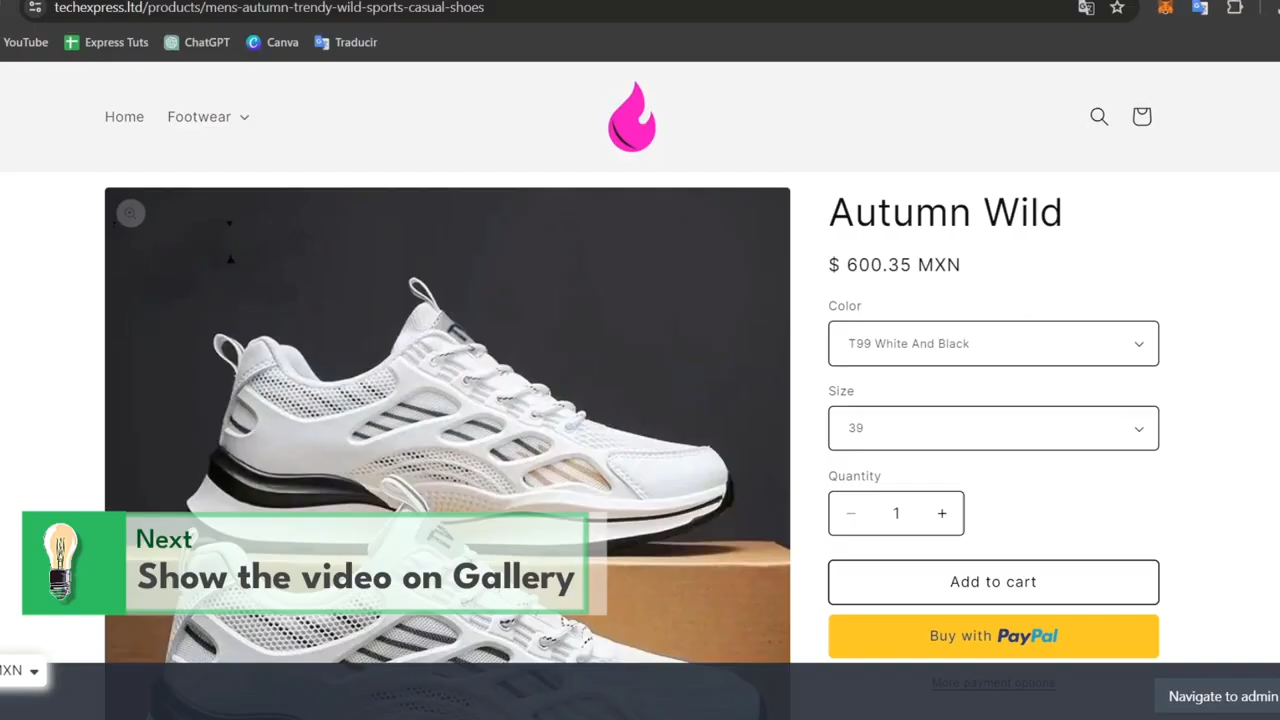 techexpress.ltd/products/mens-autumn-trendy-wild-sports-casual-shoes
YouTube Express Tuts ChatGPT Canva Traducir
Home Footwear
Autumn Wild
$ 600.35 MXN
Color
T99 White And Black
Size
39
Quantity
− 1 +
Next
Show the video on Gallery
Add to cart
Buy with PayPal
MXN
More payment options
Navigate to admin